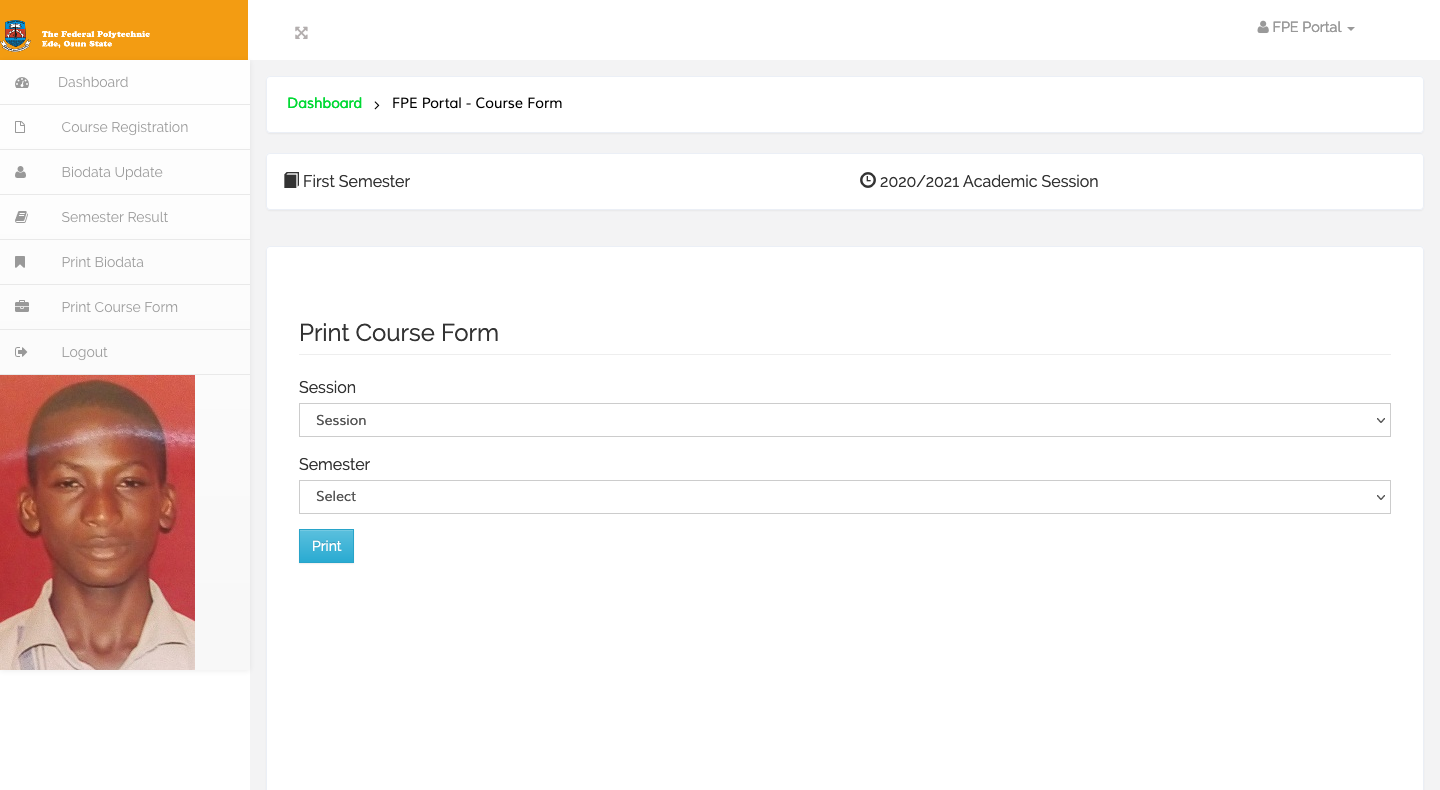 The Federal Polytechnic
Ede, Osun State
FPE Portal
Dashboard
Course Registration
Biodata Update
Semester Result
Print Biodata
Print Course Form
Logout
Dashboard > FPE Portal - Course Form
First Semester
2020/2021 Academic Session
Print Course Form
Session
Session
Semester
Select
Print